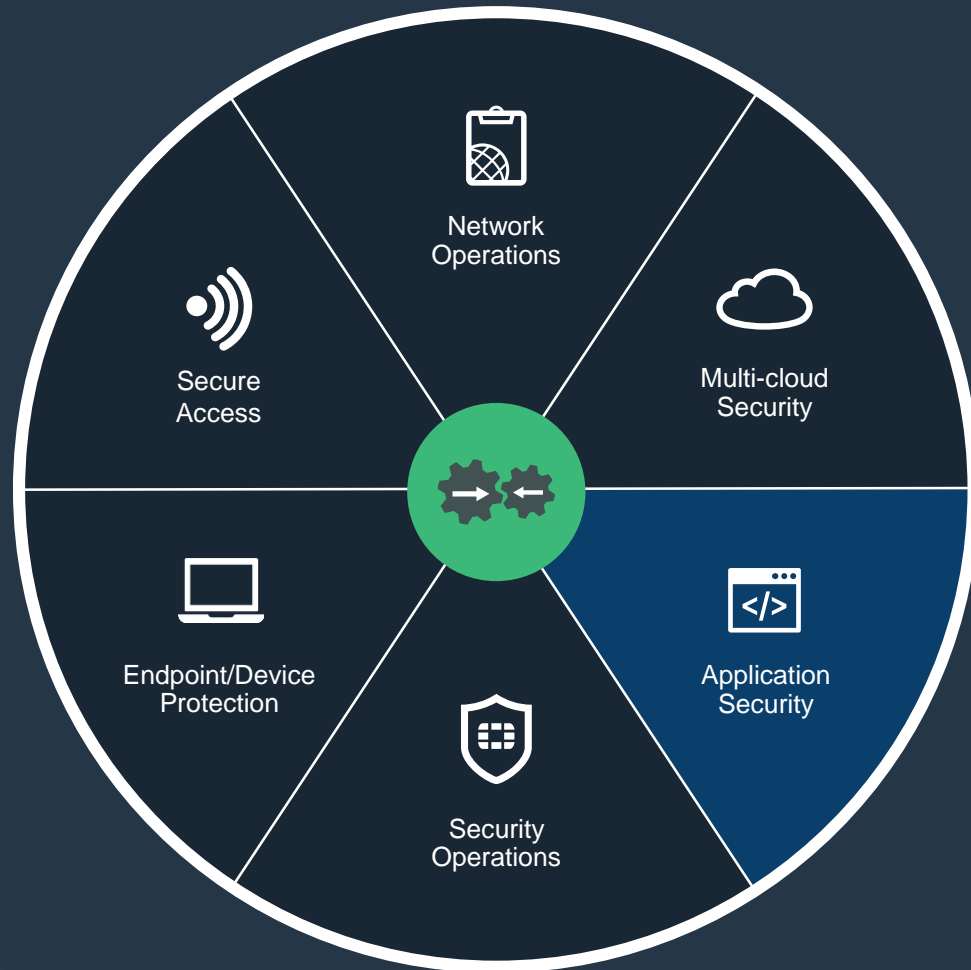 Network
Operations
Multi-cloud
Security
Application
Security
</>
Security
Operations
Endpoint/Device
Protection
Secure
Access